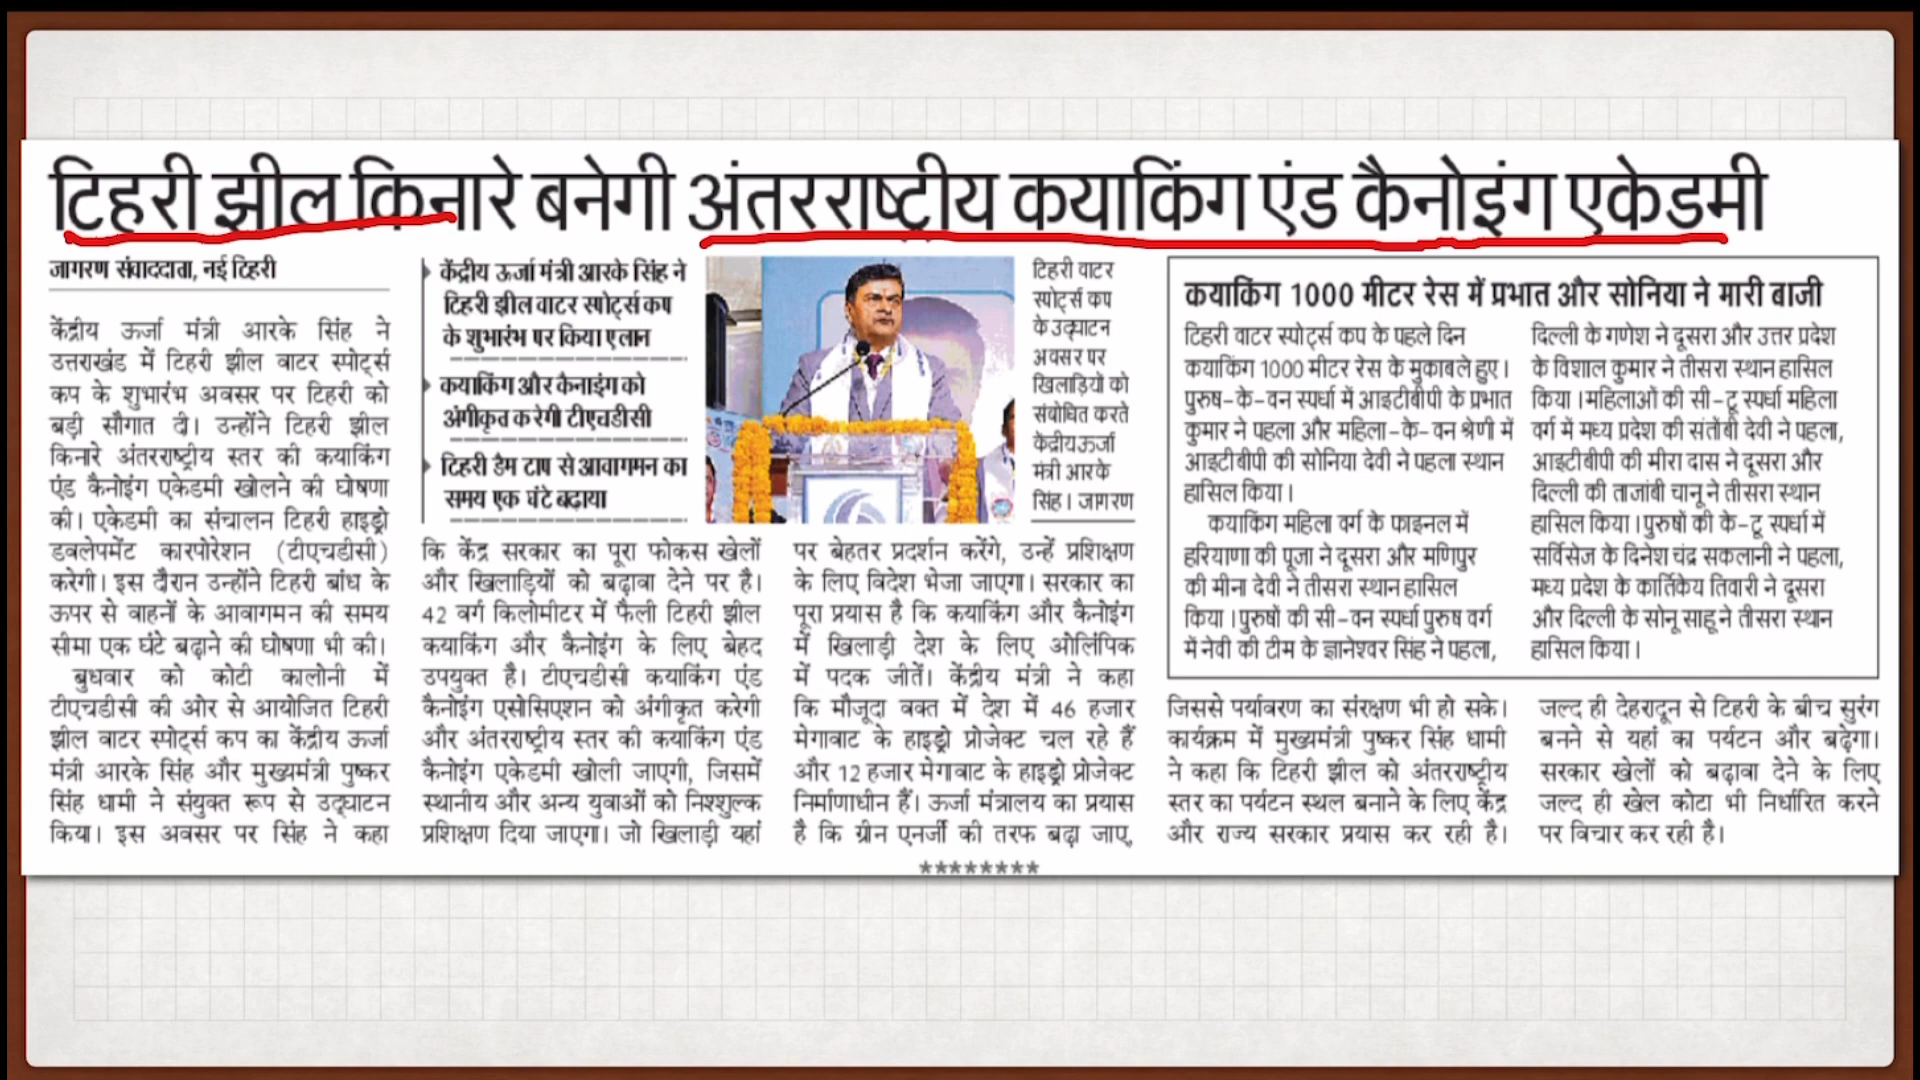 टिहरी झील किनारे बनेगी अंतरराष्ट्रीय कयाकिंग एंड कैनोइंग एकेडमी
जागरण संवाददाता, नई टिहरी
केंद्रीय ऊर्जा मंत्री आरके सिंह ने
उत्तराखंड में टिहरी झील वाटर स्पोर्ट्स
कप के शुभारंभ अवसर पर टिहरी को
बड़ी सौगात दी। उन्होंने टिहरी झील
किनारे अंतरराष्ट्रीय स्तर की कयाकिंग
एंड कैनोइंग एकेडमी खोलने की घोषणा
की। एकेडमी का संचालन टिहरी हाइड्रो
डवलेपमेंट कारपोरेशन (टीएचडीसी)
करेगी। इस दौरान उन्होंने टिहरी बांध के
ऊपर से वाहनों के आवागमन की समय
सीमा एक घंटे बढ़ाने की घोषणा भी की।
बुधवार को कोटी कालोनी में
टीएचडीसी की ओर से आयोजित टिहरी
झील वाटर स्पोर्ट्स कप का केंद्रीय ऊर्जा
मंत्री आरके सिंह और मुख्यमंत्री पुष्कर
सिंह धामी ने संयुक्त रूप से उद्घाटन
किया। इस अवसर पर सिंह ने कहा
केंद्रीय ऊर्जा मंत्री आरके सिंह ने
टिहरी झील वाटर स्पोर्ट्स कप
के शुभारंभ पर किया एलान
कयाकिंग और कैनाइंग को
अंगीकृत करेगी टीएचडीसी
टिहरी डैम टाप से आवागमन का
समय एक घंटे बढ़ाया
कि केंद्र सरकार का पूरा फोकस खेलों
और खिलाड़ियों को बढ़ावा देने पर है।
42 वर्ग किलोमीटर में फैली टिहरी झील
कयाकिंग और कैनोइंग के लिए बेहद
उपयुक्त है। टीएचडीसी कयाकिंग एंड
कैनोइंग एसोसिएशन को अंगीकृत करेगी
और अंतरराष्ट्रीय स्तर की कयाकिंग एंड
कैनोइंग एकेडमी खोली जाएगी, जिसमें
स्थानीय और अन्य युवाओं को निश्शुल्क
प्रशिक्षण दिया जाएगा। जो खिलाड़ी यहां
टिहरी वाटर
स्पोर्ट्स कप
के उद्घाटन
अवसर पर
खिलाड़ियों को
संबोधित करते
केंद्रीय ऊर्जा
मंत्री आरके
सिंह। जागरण
पर बेहतर प्रदर्शन करेंगे, उन्हें प्रशिक्षण
के लिए विदेश भेजा जाएगा। सरकार का
पूरा प्रयास है कि कयाकिंग और कैनोइंग
में खिलाड़ी देश के लिए ओलिंपिक
में पदक जीतें। केंद्रीय मंत्री ने कहा
कि मौजूदा वक्त में देश में 46 हजार
मेगावाट के हाइड्रो प्रोजेक्ट चल रहे हैं
और 12 हजार मेगावाट के हाइड्रो प्रोजेक्ट
निर्माणाधीन हैं। ऊर्जा मंत्रालय का प्रयास
है कि ग्रीन एनर्जी की तरफ बढ़ा जाए,
कयाकिंग 1000 मीटर रेस में प्रभात और सोनिया ने मारी बाजी
टिहरी वाटर स्पोर्ट्स कप के पहले दिन
कयाकिंग 1000 मीटर रेस के मुकाबले हुए।
पुरुष-के-वन स्पर्धा में आइटीबीपी के प्रभात
कुमार ने पहला और महिला-के-वन श्रेणी में
आइटीबीपी की सोनिया देवी ने पहला स्थान
हासिल किया।
कयाकिंग महिला वर्ग के फाइनल में
हरियाणा की पूजा ने दूसरा और मणिपुर
की मीना देवी ने तीसरा स्थान हासिल
किया। पुरुषों की सी-वन स्पर्धा पुरुष वर्ग
में नेवी की टीम के ज्ञानेश्वर सिंह ने पहला,
दिल्ली के गणेश ने दूसरा और उत्तर प्रदेश
के विशाल कुमार ने तीसरा स्थान हासिल
किया। महिलाओं की सी-टू स्पर्धा महिला
वर्ग में मध्य प्रदेश की संतोंबी देवी ने पहला,
आइटीबीपी की मीरा दास ने दूसरा और
दिल्ली की ताजांबी चानू ने तीसरा स्थान
हासिल किया। पुरुषों की के-टू स्पर्धा में
सर्विसेज के दिनेश चंद्र सकलानी ने पहला,
मध्य प्रदेश के कार्तिकेय तिवारी ने दूसरा
और दिल्ली के सोनू साहू ने तीसरा स्थान
हासिल किया।
जिससे पर्यावरण का संरक्षण भी हो सके।
कार्यक्रम में मुख्यमंत्री पुष्कर सिंह धामी
ने कहा कि टिहरी झील को अंतरराष्ट्रीय
स्तर का पर्यटन स्थल बनाने के लिए केंद्र
और राज्य सरकार प्रयास कर रही है।
जल्द ही देहरादून से टिहरी के बीच सुरंग
बनने से यहां का पर्यटन और बढ़ेगा।
सरकार खेलों को बढ़ावा देने के लिए
जल्द ही खेल कोटा भी निर्धारित करने
पर विचार कर रही है।
********